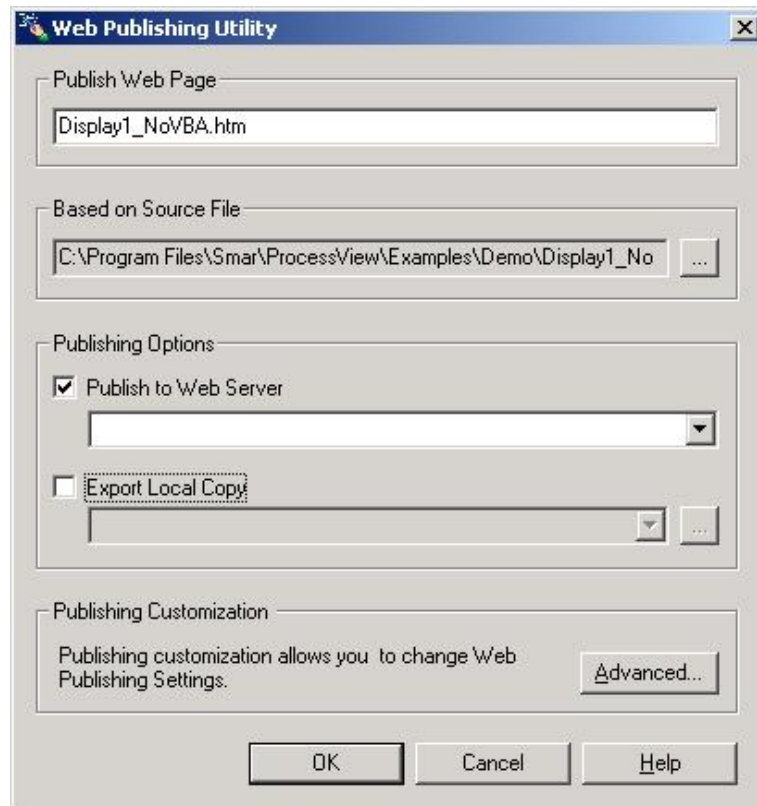 Web Publishing Utility
Publish Web Page
Display1_NoVBA.htm
Based on Source File
C:\Program Files\Smar\ProcessView\Examples\Demo\Display1_No
...
Publishing Options
Publish to Web Server
Export Local Copy
...
Publishing Customization
Publishing customization allows you to change Web
Publishing Settings.
Advanced...
OK Cancel Help